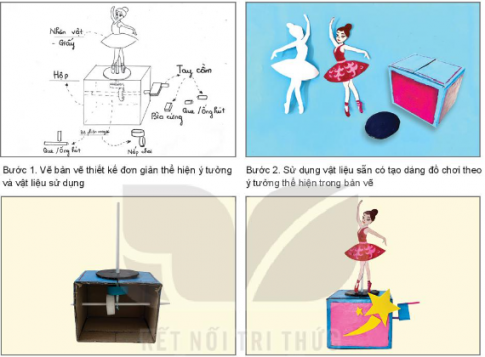 Nhân vật
- Giấy
Hộp
Tay cầm
Bìa cứng
Que/ống hút
Que/ống hút
Nắp chai
Bước 1. Vẽ bản vẽ thiết kế đơn giản thể hiện ý tưởng
và vật liệu sử dụng
Bước 2. Sử dụng vật liệu sẵn có tạo dáng đồ chơi theo
ý tưởng thể hiện trong bản vẽ
KẾT NỐI TRI THỨC